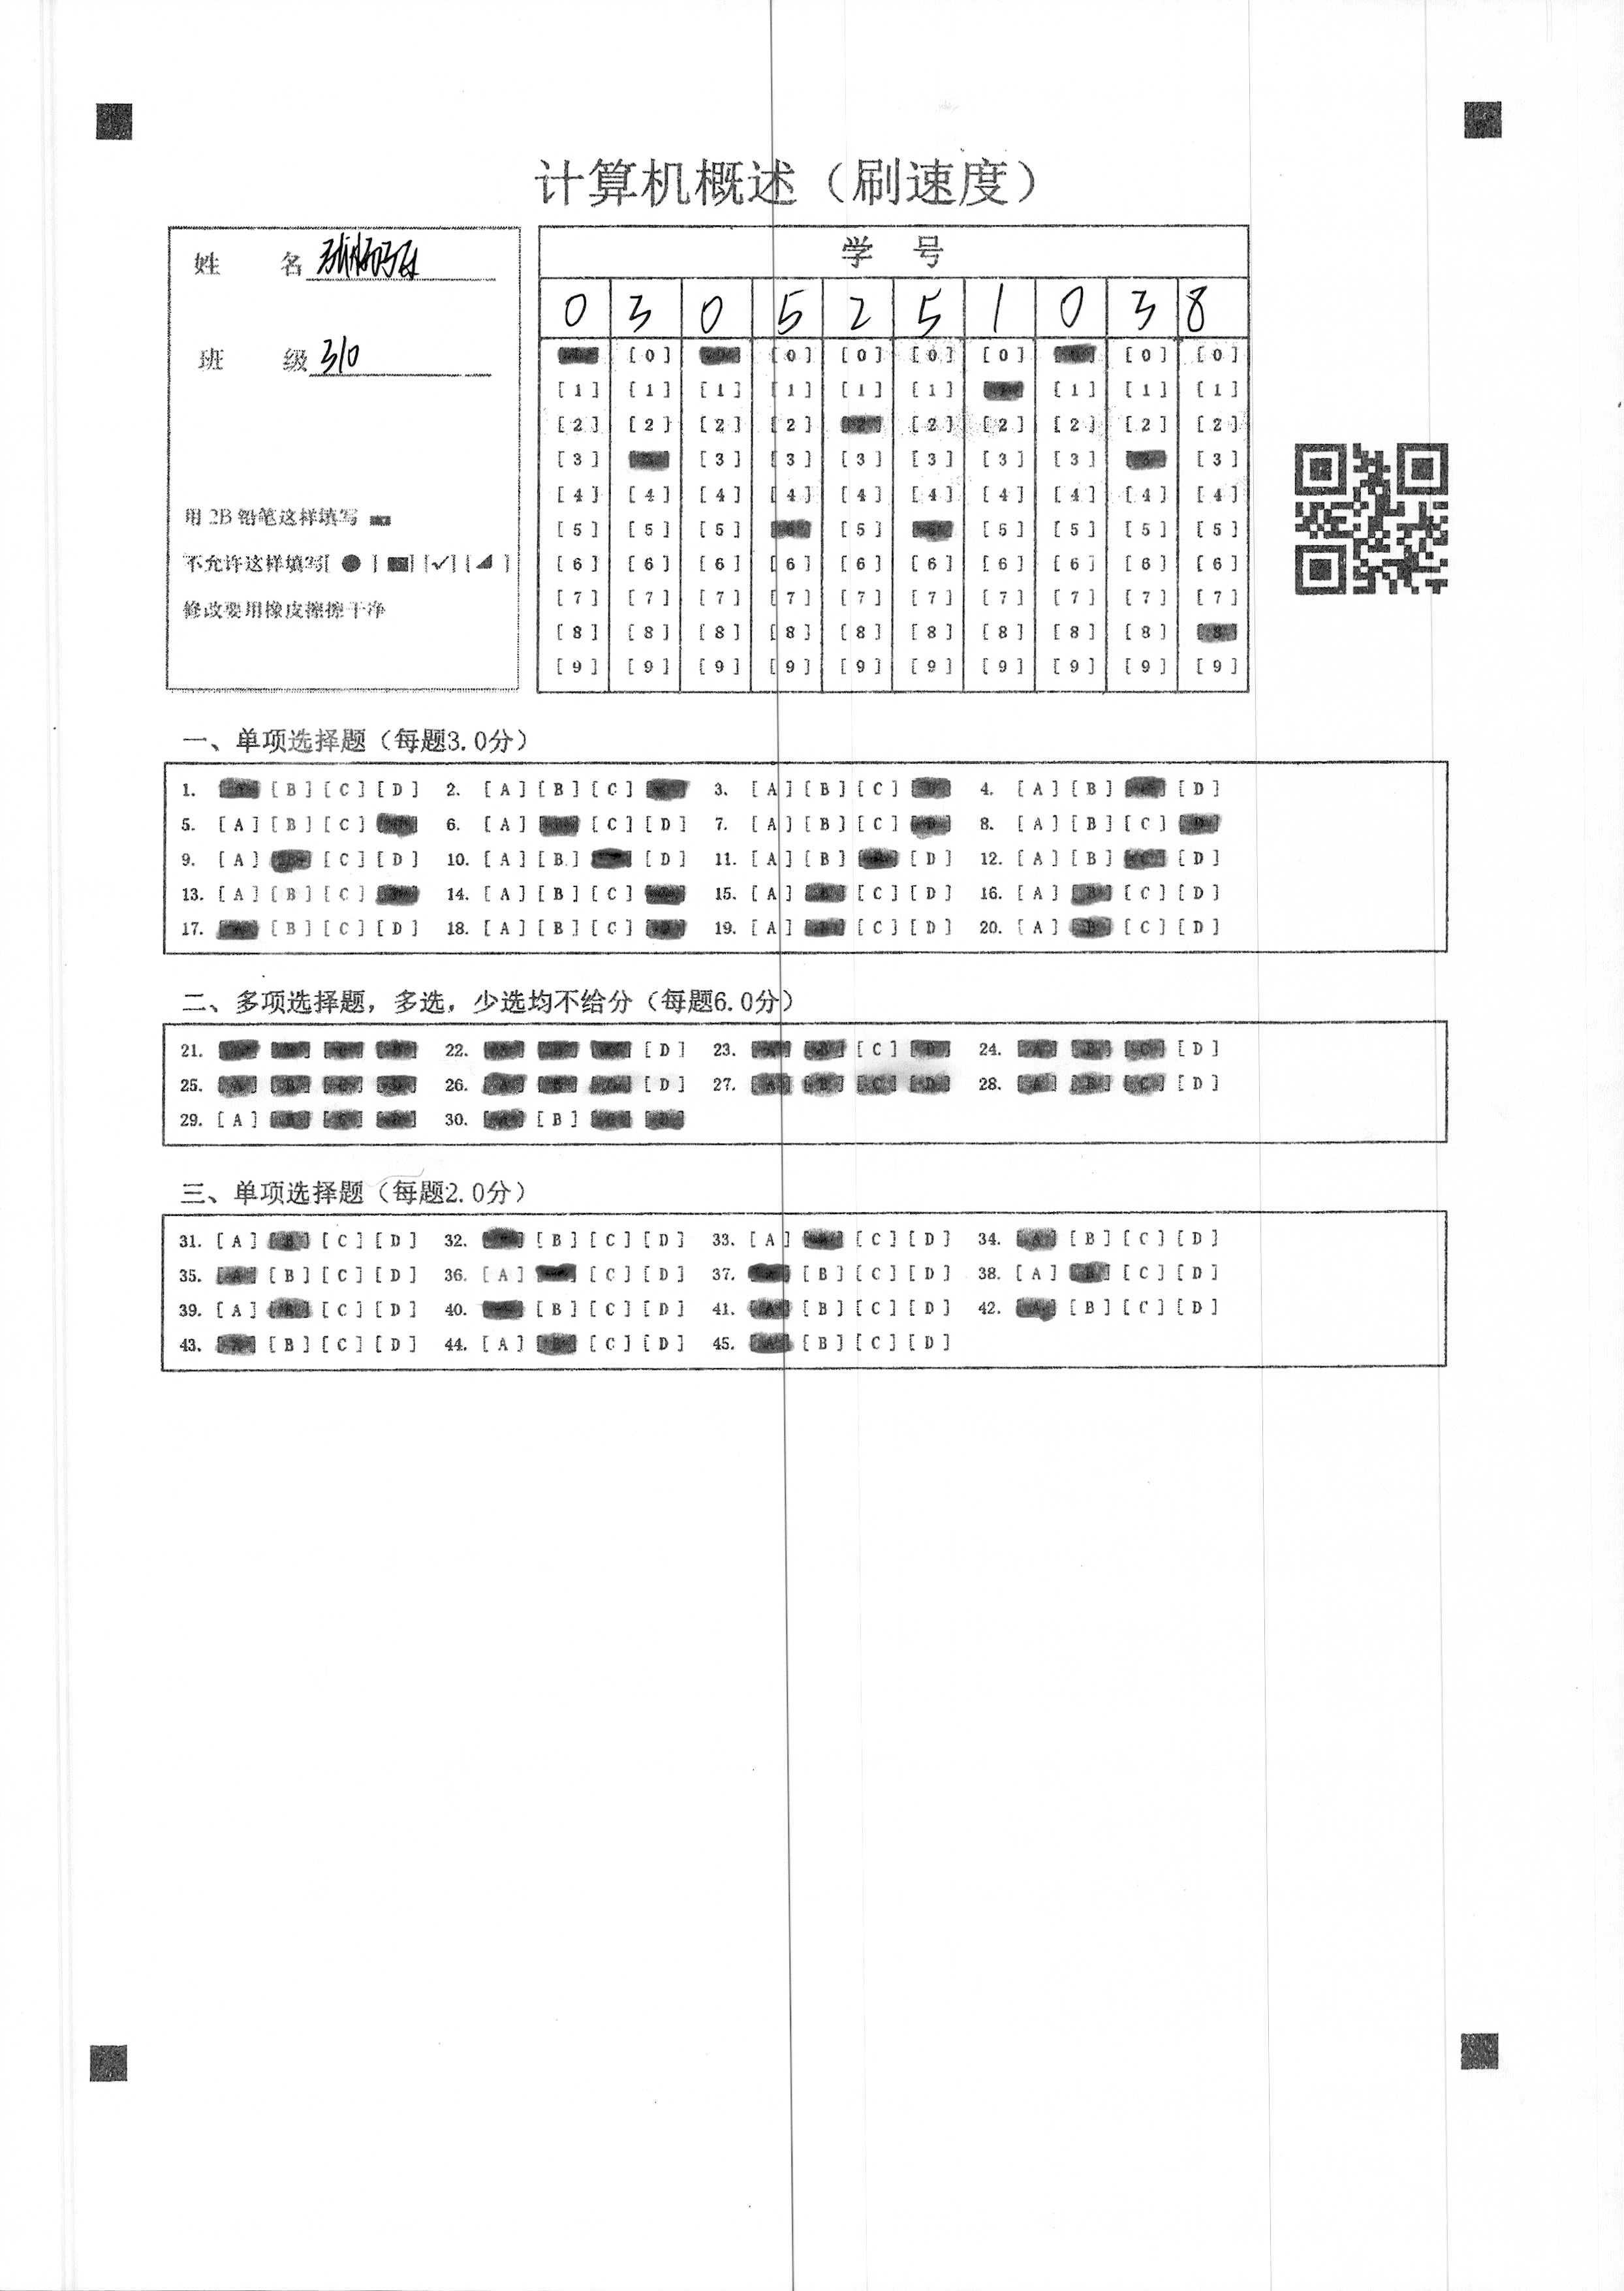 计算机概述（刷速度）
姓 名
班 级 310
用 2B 铅笔这样填写
不允许这样填写[ ● ] [✓] [◢ ]
修改要用橡皮擦擦干净
学 号
0 3 0 5 2 5 1 0 3 8
[0] [0] [0] [0] [0] [0] [0]
[1] [1] [1] [1] [1] [1] [1] [1] [1]
[2] [2] [2] [2] [2] [2] [2] [2] [2]
[3] [3] [3] [3] [3] [3] [3] [3]
[4] [4] [4] [4] [4] [4] [4] [4] [4] [4]
[5] [5] [5] [5] [5] [5] [5] [5]
[6] [6] [6] [6] [6] [6] [6] [6] [6] [6]
[7] [7] [7] [7] [7] [7] [7] [7] [7] [7]
[8] [8] [8] [8] [8] [8] [8] [8] [8] [8]
[9] [9] [9] [9] [9] [9] [9] [9] [9] [9]
一、单项选择题（每题3.0分）
1. [B] [C] [D] 2. [A] [B] [C] 3. [A] [B] [C] 4. [A] [B] [D]
5. [A] [B] [C] 6. [A] [C] [D] 7. [A] [B] [C] 8. [A] [B] [C]
9. [A] [C] [D] 10. [A] [B] [D] 11. [A] [B] [D] 12. [A] [B] [C] [D]
13. [A] [B] [C] 14. [A] [B] [C] 15. [A] [C] [D] 16. [A] [B] [C] [D]
17. [B] [C] [D] 18. [A] [B] [C] 19. [A] [C] [D] 20. [A] [B] [C] [D]
二、多项选择题，多选，少选均不给分（每题6.0分）
21. 22. [D] 23. [C] 24. [A] [B] [C] [D]
25. [A] [B] [C] [D] 26. [A] [B] [C] [D] 27. [A] [B] [C] [D] 28. [A] [B] [C] [D]
29. [A] 30. [B]
三、单项选择题（每题2.0分）
31. [A] [B] [C] [D] 32. [B] [C] [D] 33. [A] [C] [D] 34. [A] [B] [C] [D]
35. [A] [B] [C] [D] 36. [A] [C] [D] 37. [B] [C] [D] 38. [A] [B] [C] [D]
39. [A] [B] [C] [D] 40. [B] [C] [D] 41. [A] [B] [C] [D] 42. [A] [B] [C] [D]
43. [A] [B] [C] [D] 44. [A] [B] [C] [D] 45. [A] [B] [C] [D]